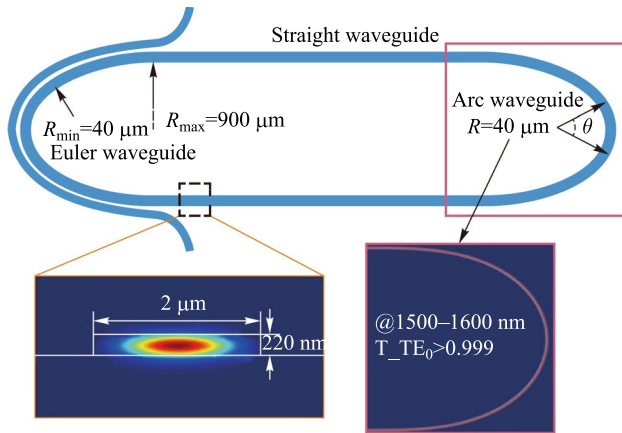 Straight waveguide
Arc waveguide
R=40 μm
θ
Rmin=40 μm
Rmax=900 μm
Euler waveguide
2 μm
220 nm
@1500–1600 nm
T_TE0>0.999